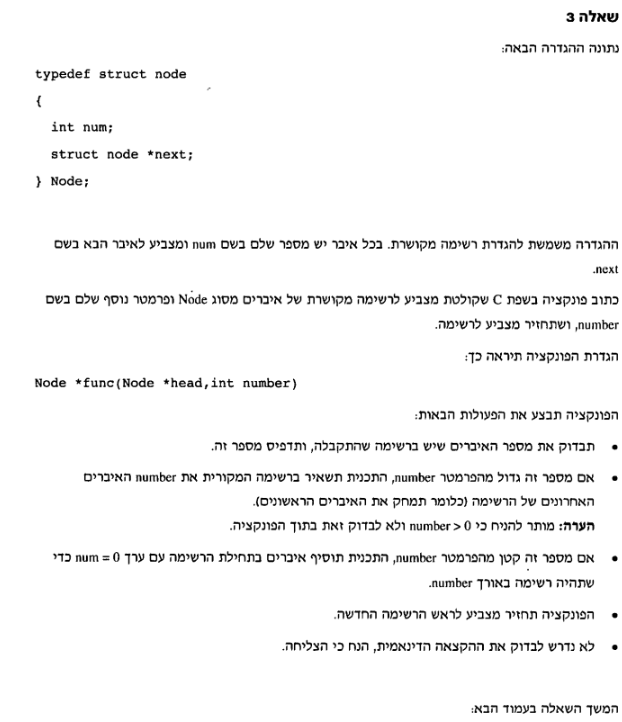 שאלה 3
נתונה ההגדרה הבאה:
typedef struct node
{
int num;
struct node *next;
} Node;
ההגדרה משמשת להגדרת רשימה מקושרת. בכל איבר יש מספר שלם בשם num ומצביע לאיבר הבא בשם
next.
כתוב פונקציה בשפת C שקולטת מצביע לרשימה מקושרת של איברים מסוג Node ופרמטר נוסף שלם בשם
number, ושתחזיר מצביע לרשימה.
הגדרת הפונקציה תיראה כך:
Node *func(Node *head,int number)
הפונקציה תבצע את הפעולות הבאות:
• תבדוק את מספר האיברים שיש ברשימה שהתקבלה, ותדפיס מספר זה.
• אם מספר זה גדול מהפרמטר number, התכנית תשאיר ברשימה המקורית את number האיברים
האחרונים של הרשימה (כלומר תמחק את האיברים הראשונים).
הערה: מותר להניח כי number > 0 ולא לבדוק זאת בתוך הפונקציה.
• אם מספר זה קטן מהפרמטר number, התכנית תוסיף איברים בתחילת הרשימה עם ערך num = 0 כדי
שתהיה רשימה באורך number.
• הפונקציה תחזיר מצביע לראש הרשימה החדשה.
• לא נדרש לבדוק את ההקצאה הדינאמית, הנח כי הצליחה.
המשך השאלה בעמוד הבא: